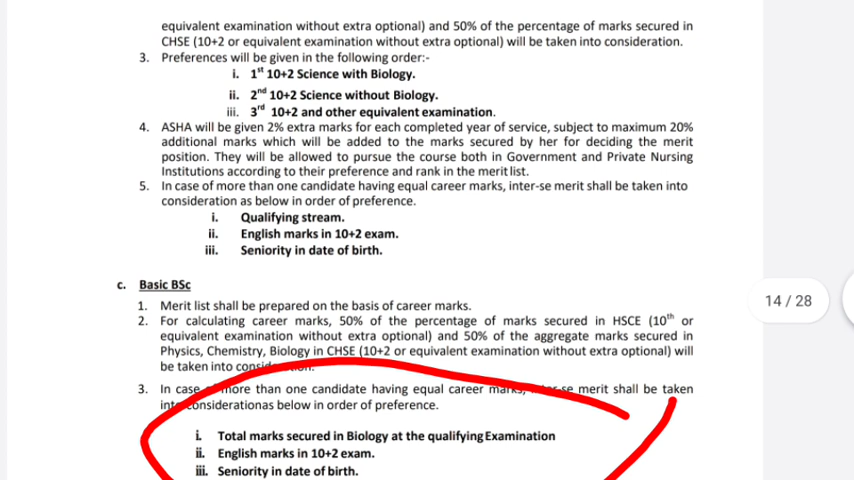 equivalent examination without extra optional) and 50% of the percentage of marks secured in
CHSE (10+2 or equivalent examination without extra optional) will be taken into consideration.
3. Preferences will be given in the following order:-
i. 1st 10+2 Science with Biology.
ii. 2nd 10+2 Science without Biology.
iii. 3rd 10+2 and other equivalent examination.
4. ASHA will be given 2% extra marks for each completed year of service, subject to maximum 20%
additional marks which will be added to the marks secured by her for deciding the merit
position. They will be allowed to pursue the course both in Government and Private Nursing
Institutions according to their preference and rank in the merit list.
5. In case of more than one candidate having equal career marks, inter-se merit shall be taken into
consideration as below in order of preference.
i. Qualifying stream.
ii. English marks in 10+2 exam.
iii. Seniority in date of birth.
c. Basic BSc
14 / 28
1. Merit list shall be prepared on the basis of career marks.
2. For calculating career marks, 50% of the percentage of marks secured in HSCE (10th or
equivalent examination without extra optional) and 50% of the aggregate marks secured in
Physics, Chemistry, Biology in CHSE (10+2 or equivalent examination without extra optional) will
be taken into consideration.
3. In case of more than one candidate having equal career marks, inter-se merit shall be taken
into considerationas below in order of preference.
i. Total marks secured in Biology at the qualifying Examination
ii. English marks in 10+2 exam.
iii. Seniority in date of birth.